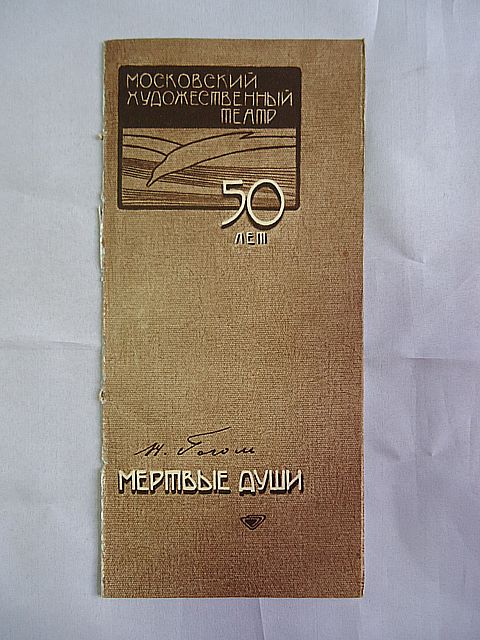 МОСКОВСКИЙ
ХУДОЖЕСТВЕННЫЙ
ТЕАТР
50
ЛЕТ
Н. Гоголь
МЕРТВЫЕ ДУШИ